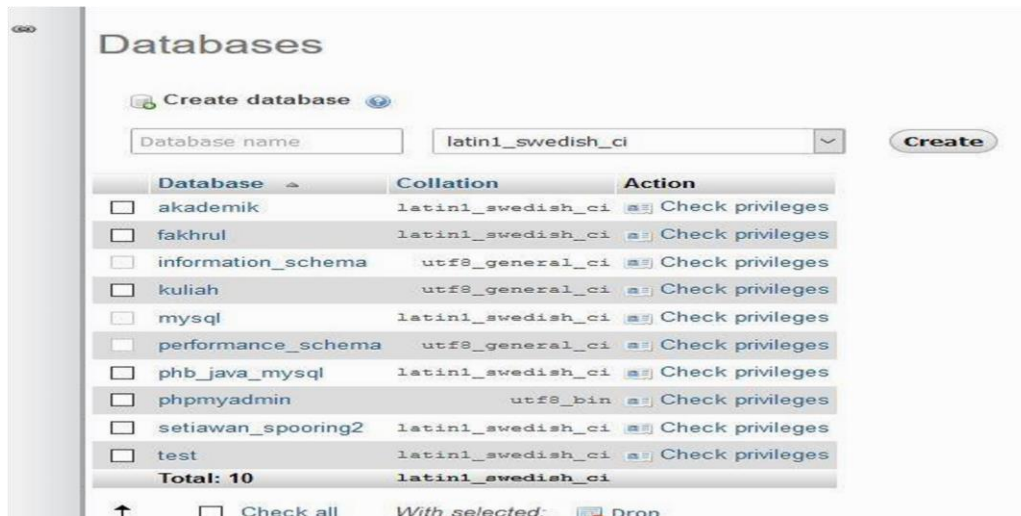 Databases
Create database
Database name latin1_swedish_ci Create
Database Collation Action
akademik latin1_swedish_ci Check privileges
fakhrul latin1_swedish_ci Check privileges
information_schema utf8_general_ci Check privileges
kuliah utf8_general_ci Check privileges
mysql latin1_swedish_ci Check privileges
performance_schema utf8_general_ci Check privileges
phb_java_mysql latin1_swedish_ci Check privileges
phpmyadmin utf8_bin Check privileges
setiawan_spooring2 latin1_swedish_ci Check privileges
test latin1_swedish_ci Check privileges
Total: 10 latin1_swedish_ci
Check all With selected: Drop